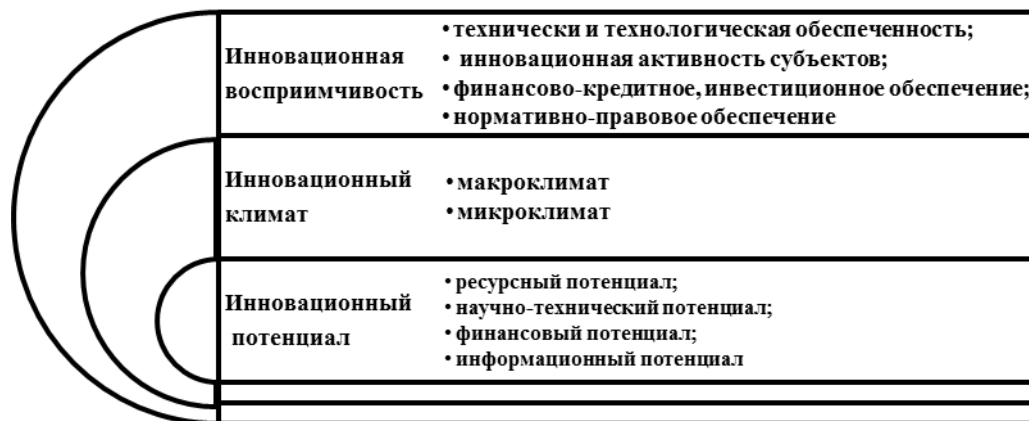 Инновационная
восприимчивость
• технически и технологическая обеспеченность;
• инновационная активность субъектов;
• финансово-кредитное, инвестиционное обеспечение;
• нормативно-правовое обеспечение
Инновационный
климат
• макроклимат
• микроклимат
Инновационный
потенциал
• ресурсный потенциал;
• научно-технический потенциал;
• финансовый потенциал;
• информационный потенциал